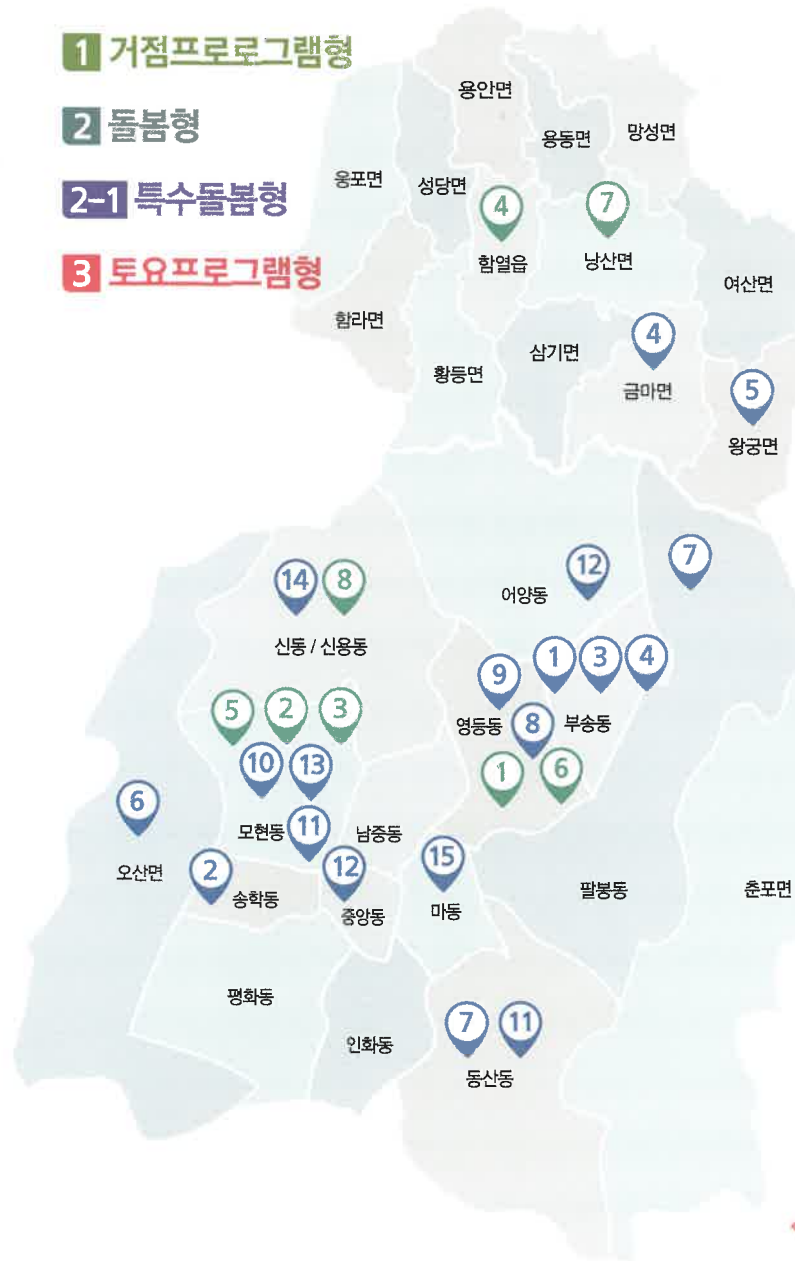 1 거점프로로그램형
2 돌봄형
2-1 특수돌봄형
3 토요프로그램형
용안면
용동면
망성면
웅포면
성당면
4
7
함열읍
낭산면
여산면
함라면
삼기면
4
황등면
금마면
5
왕궁면
7
14
8
12
어양동
신동 / 신용동
1
3
4
9
5
2
3
영등동
8
부송동
10
13
1
6
6
모현동
11
남중동
오산면
2
송학동
12
중앙동
15
마동
팔봉동
춘포면
평화동
인화동
7
11
동산동